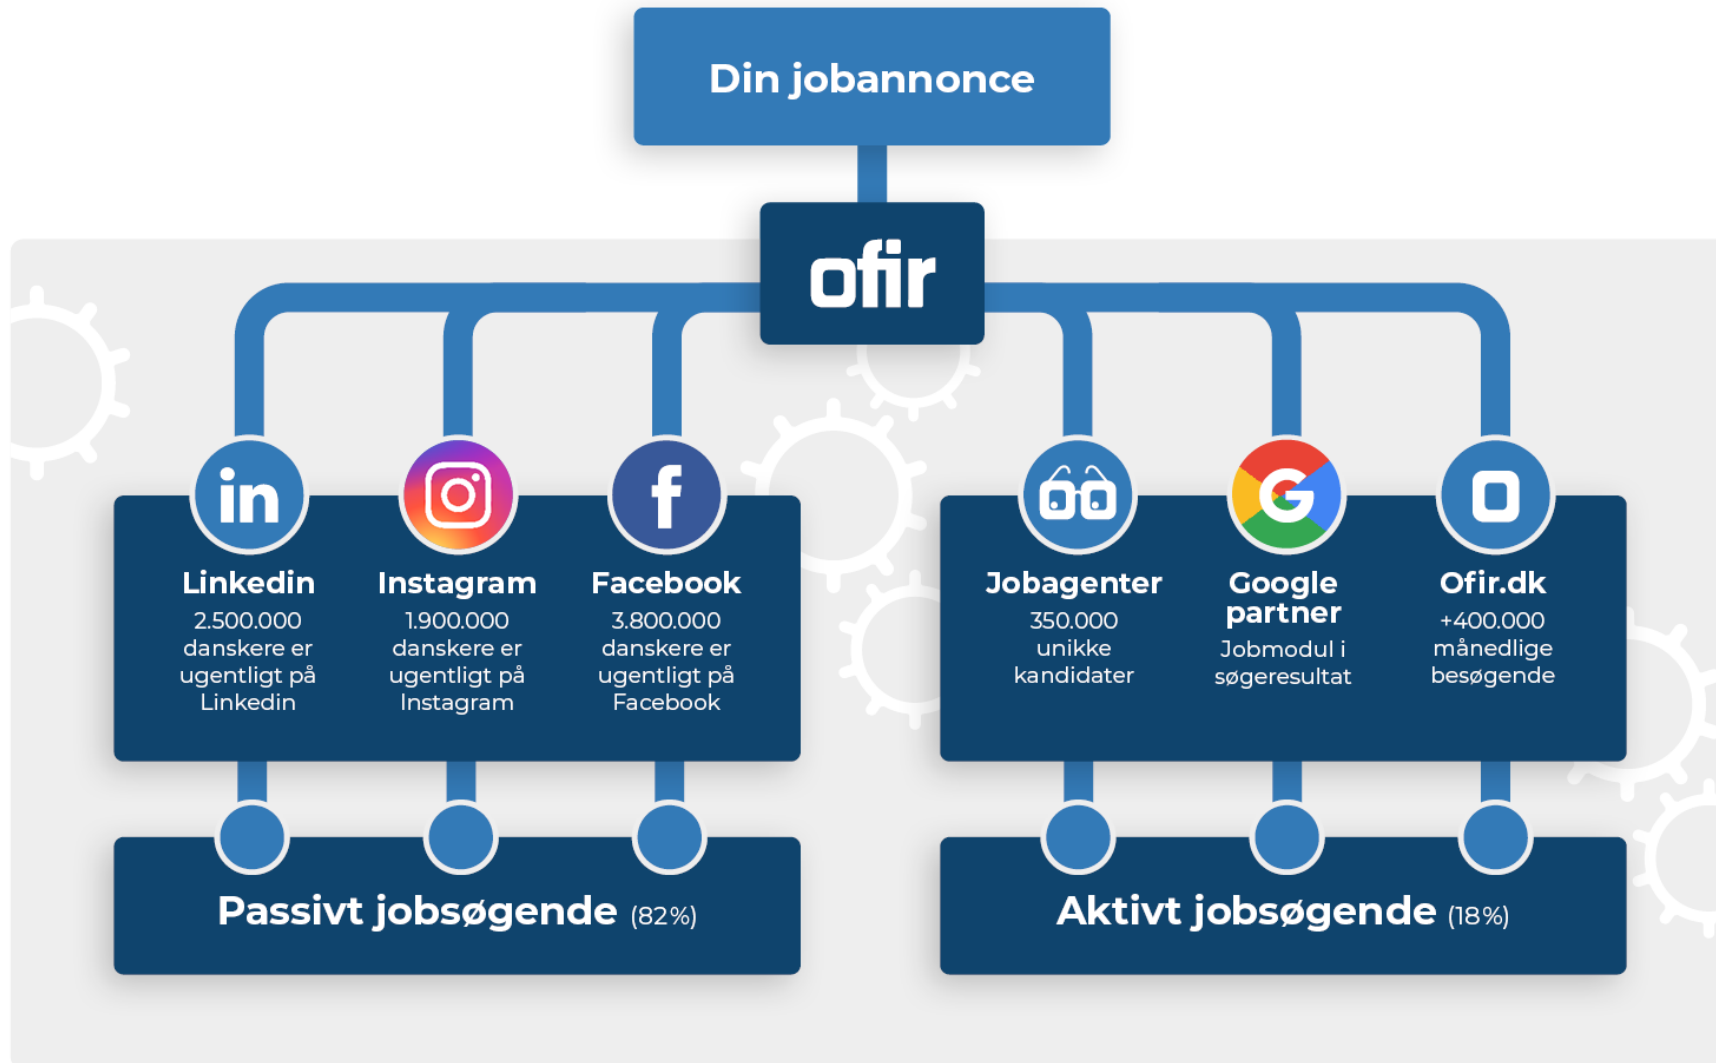 Din jobannonce
ofir
in
f
G
Linkedin
2.500.000
danskere er
ugentligt på
Linkedin
Instagram
1.900.000
danskere er
ugentligt på
Instagram
Facebook
3.800.000
danskere er
ugentligt på
Facebook
Jobagenter
350.000
unikke
kandidater
Google
partner
Jobmodul i
søgeresultat
Ofir.dk
+400.000
månedlige
besøgende
Passivt jobsøgende (82%)
Aktivt jobsøgende (18%)